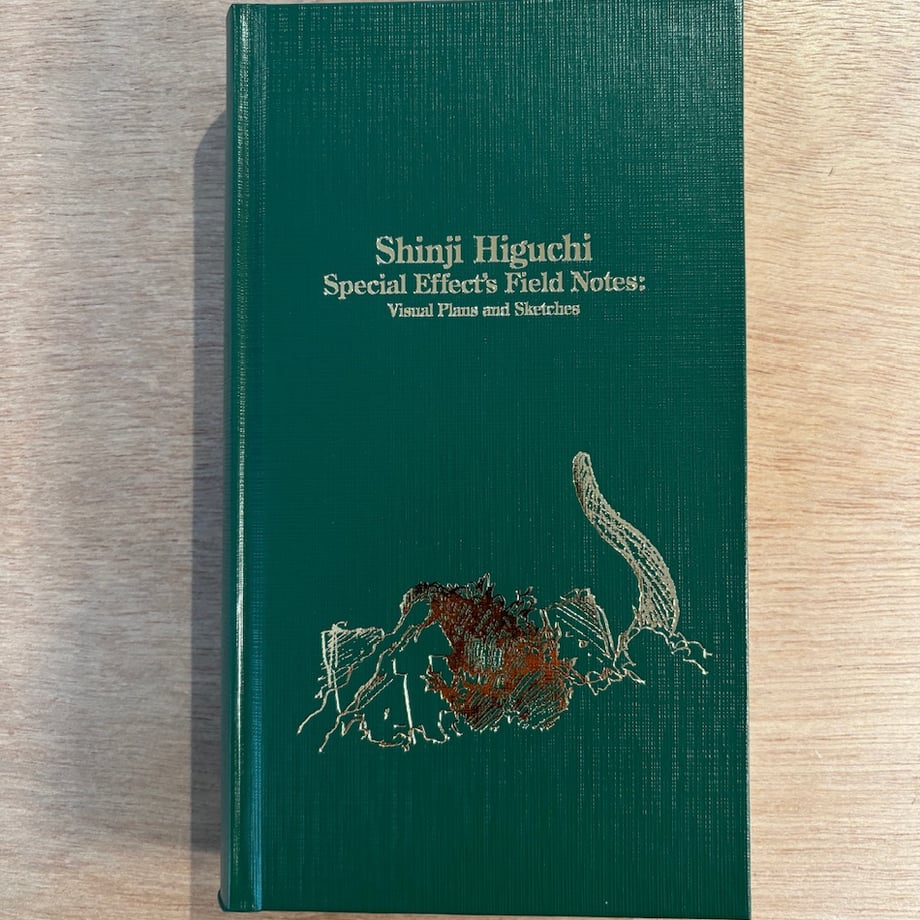 Shinji Higuchi
Special Effect's Field Notes:
Visual Plans and Sketches